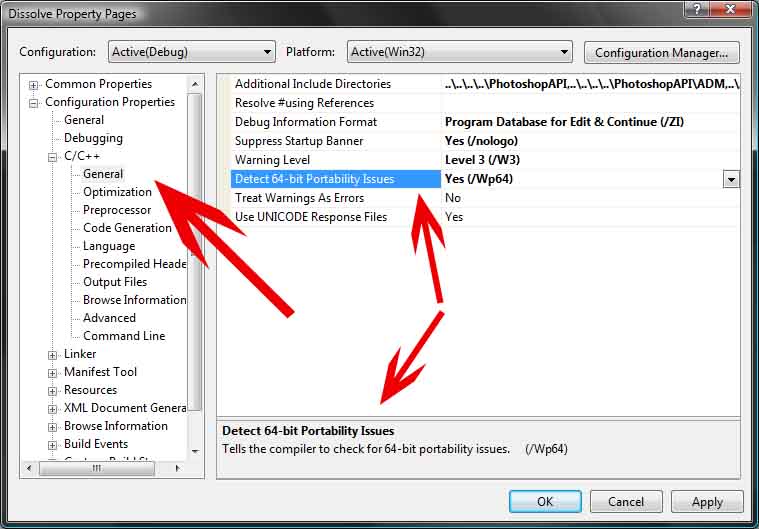 Dissolve Property Pages
Configuration: Active(Debug) Platform: Active(Win32) Configuration Manager...
Common Properties
Configuration Properties
General
Debugging
C/C++
General
Optimization
Preprocessor
Code Generation
Language
Precompiled Heade
Output Files
Browse Information
Advanced
Command Line
Linker
Manifest Tool
Resources
XML Document Genera
Browse Information
Build Events
Additional Include Directories ..\..\..\..\PhotoshopAPI,..\..\..\..\PhotoshopAPI\ADM,..\
Resolve #using References
Debug Information Format Program Database for Edit & Continue (/ZI)
Suppress Startup Banner Yes (/nologo)
Warning Level Level 3 (/W3)
Detect 64-bit Portability Issues Yes (/Wp64)
Treat Warnings As Errors No
Use UNICODE Response Files Yes
Detect 64-bit Portability Issues
Tells the compiler to check for 64-bit portability issues. (/Wp64)
OK Cancel Apply